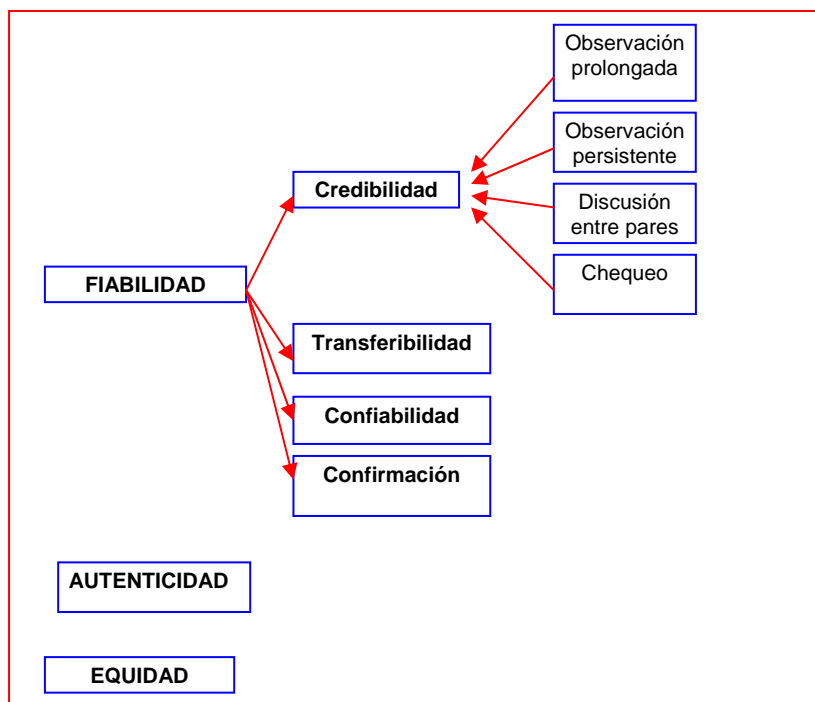 Observación
prolongada
Observación
persistente
Credibilidad
Discusión
entre pares
Chequeo
FIABILIDAD
Transferibilidad
Confiabilidad
Confirmación
AUTENTICIDAD
EQUIDAD